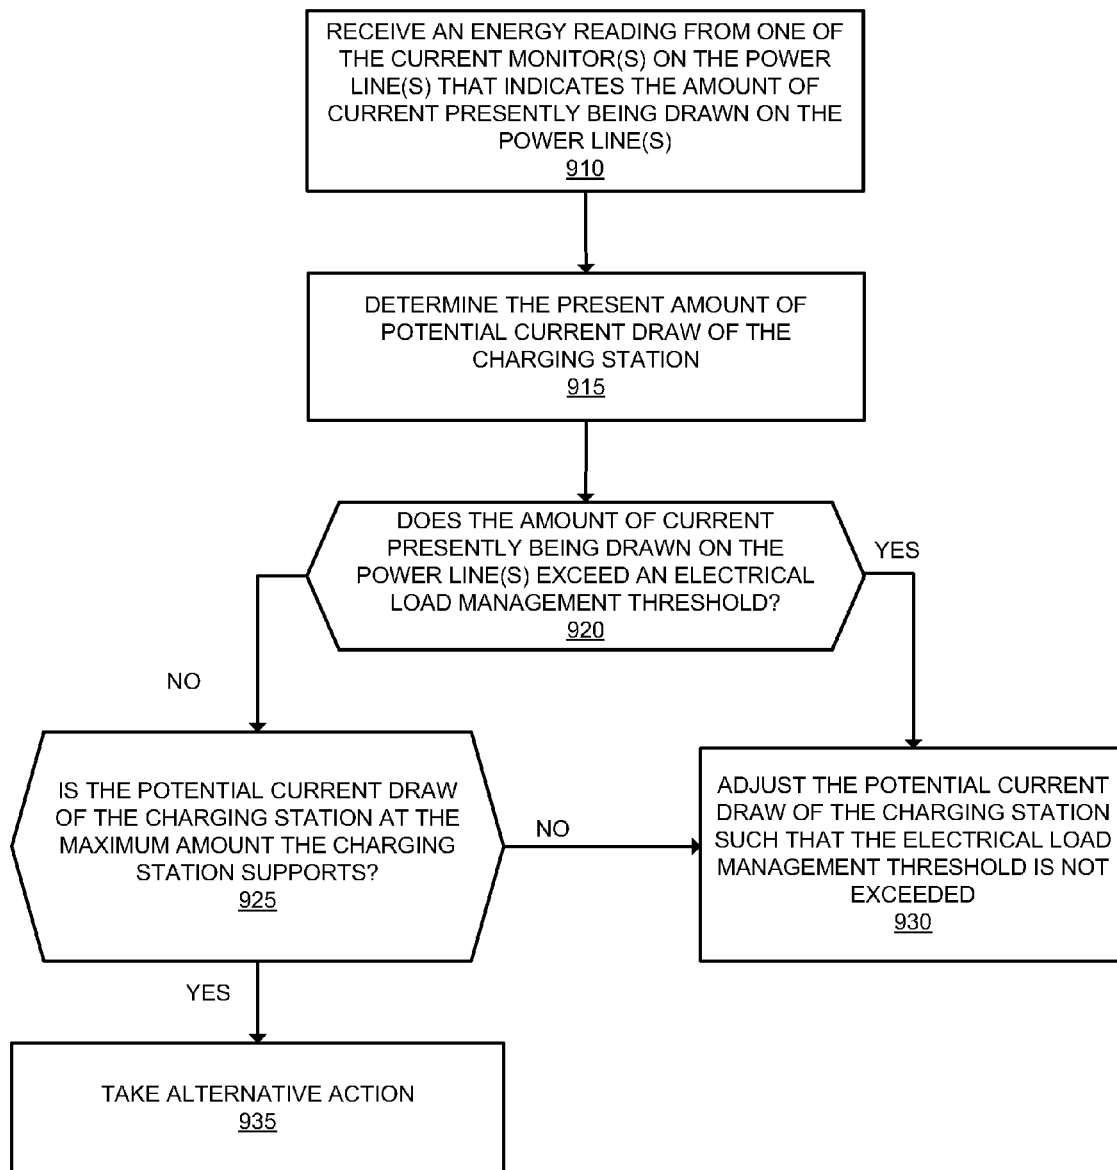 RECEIVE AN ENERGY READING FROM ONE OF
THE CURRENT MONITOR(S) ON THE POWER
LINE(S) THAT INDICATES THE AMOUNT OF
CURRENT PRESENTLY BEING DRAWN ON THE
POWER LINE(S)
910
DETERMINE THE PRESENT AMOUNT OF
POTENTIAL CURRENT DRAW OF THE
CHARGING STATION
915
DOES THE AMOUNT OF CURRENT
PRESENTLY BEING DRAWN ON THE
POWER LINE(S) EXCEED AN ELECTRICAL
LOAD MANAGEMENT THRESHOLD?
920
YES
NO
IS THE POTENTIAL CURRENT DRAW
OF THE CHARGING STATION AT THE
MAXIMUM AMOUNT THE CHARGING
STATION SUPPORTS?
925
NO
ADJUST THE POTENTIAL CURRENT
DRAW OF THE CHARGING STATION
SUCH THAT THE ELECTRICAL LOAD
MANAGEMENT THRESHOLD IS NOT
EXCEEDED
930
YES
TAKE ALTERNATIVE ACTION
935